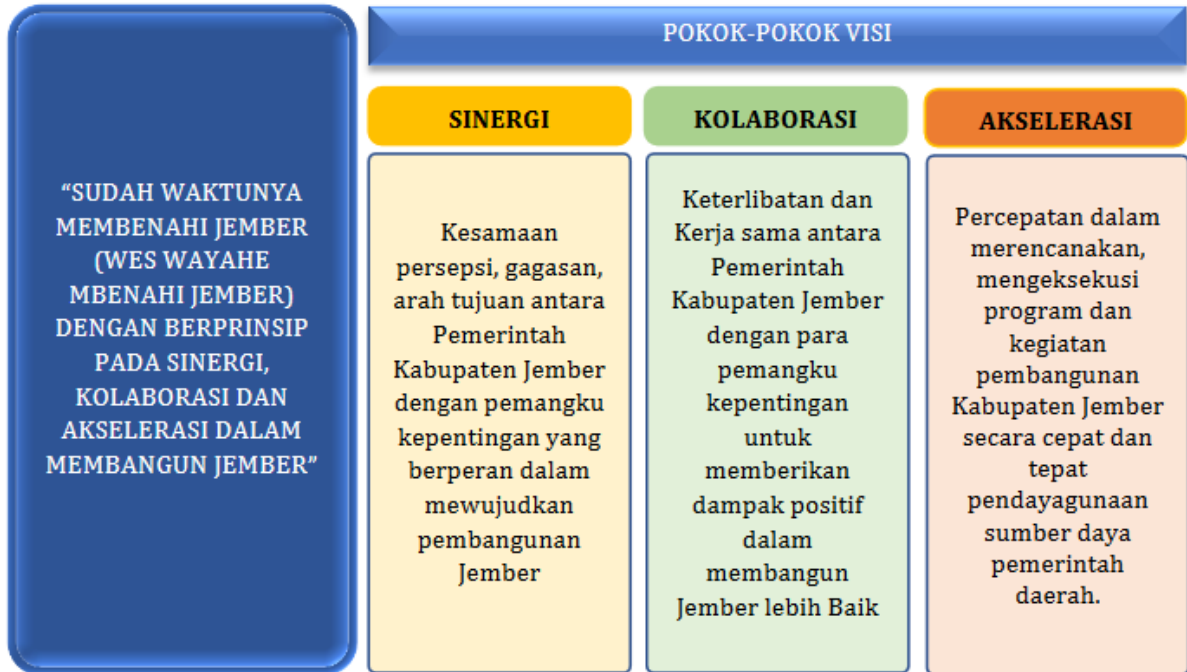 “SUDAH WAKTUNYA
MEMBENAHI JEMBER
(WES WAYAHE
MBENAHI JEMBER)
DENGAN BERPRINSIP
PADA SINERGI,
KOLABORASI DAN
AKSELERASI DALAM
MEMBANGUN JEMBER”
POKOK-POKOK VISI
SINERGI
Kesamaan
persepsi, gagasan,
arah tujuan antara
Pemerintah
Kabupaten Jember
dengan pemangku
kepentingan yang
berperan dalam
mewujudkan
pembangunan
Jember
KOLABORASI
Keterlibatan dan
Kerja sama antara
Pemerintah
Kabupaten Jember
dengan para
pemangku
kepentingan
untuk
memberikan
dampak positif
dalam
membangun
Jember lebih Baik
AKSELERASI
Percepatan dalam
merencanakan,
mengeksekusi
program dan
kegiatan
pembangunan
Kabupaten Jember
secara cepat dan
tepat
pendayagunaan
sumber daya
pemerintah
daerah.